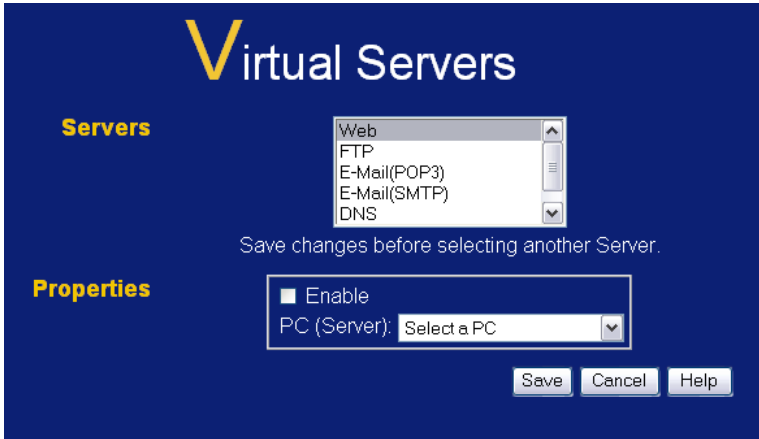 Virtual Servers
Servers
Web
FTP
E-Mail(POP3)
E-Mail(SMTP)
DNS
Save changes before selecting another Server.
Properties
Enable
PC (Server): Select a PC
Save Cancel Help